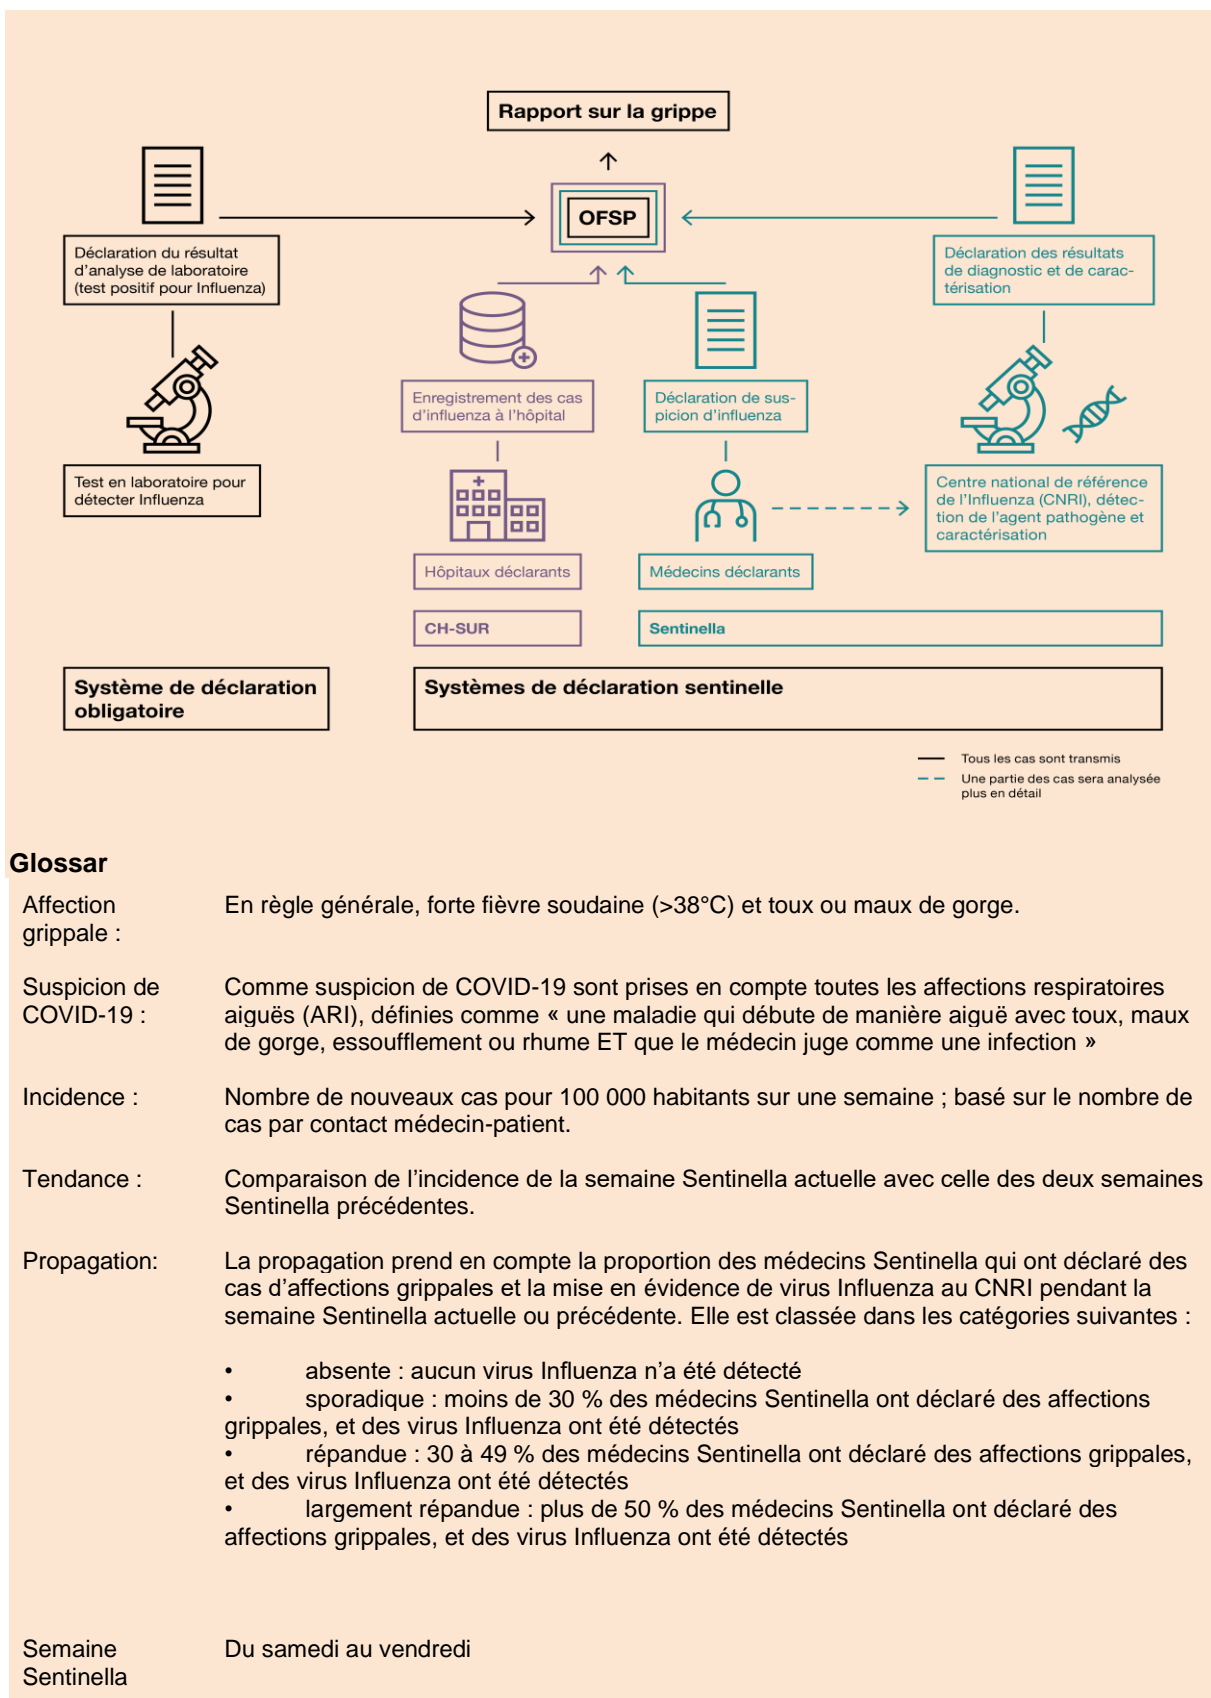 Rapport sur la grippe
OFSP
Déclaration du résultat
d'analyse de laboratoire
(test positif pour Influenza)
Déclaration des résultats
de diagnostic et de carac-
térisation
Enregistrement des cas
d'influenza à l'hôpital
Déclaration de sus-
picion d'influenza
Test en laboratoire pour
détecter Influenza
Centre national de référence
de l'Influenza (CNRI), détec-
tion de l'agent pathogène et
caractérisation
Hôpitaux déclarants
Médecins déclarants
CH-SUR
Sentinella
Système de déclaration
obligatoire
Systèmes de déclaration sentinelle
Tous les cas sont transmis
Une partie des cas sera analysée
plus en détail
Glossar
Affection
grippale :
En règle générale, forte fièvre soudaine (>38°C) et toux ou maux de gorge.
Suspicion de
COVID-19 :
Comme suspicion de COVID-19 sont prises en compte toutes les affections respiratoires
aiguës (ARI), définies comme « une maladie qui débute de manière aiguë avec toux, maux
de gorge, essoufflement ou rhume ET que le médecin juge comme une infection »
Incidence :
Nombre de nouveaux cas pour 100 000 habitants sur une semaine ; basé sur le nombre de
cas par contact médecin-patient.
Tendance :
Comparaison de l'incidence de la semaine Sentinella actuelle avec celle des deux semaines
Sentinella précédentes.
Propagation:
La propagation prend en compte la proportion des médecins Sentinella qui ont déclaré des
cas d'affections grippales et la mise en évidence de virus Influenza au CNRI pendant la
semaine Sentinella actuelle ou précédente. Elle est classée dans les catégories suivantes :
• absente : aucun virus Influenza n'a été détecté
• sporadique : moins de 30 % des médecins Sentinella ont déclaré des affections
grippales, et des virus Influenza ont été détectés
• répandue : 30 à 49 % des médecins Sentinella ont déclaré des affections grippales,
et des virus Influenza ont été détectés
• largement répandue : plus de 50 % des médecins Sentinella ont déclaré des
affections grippales, et des virus Influenza ont été détectés
Semaine
Sentinella
Du samedi au vendredi